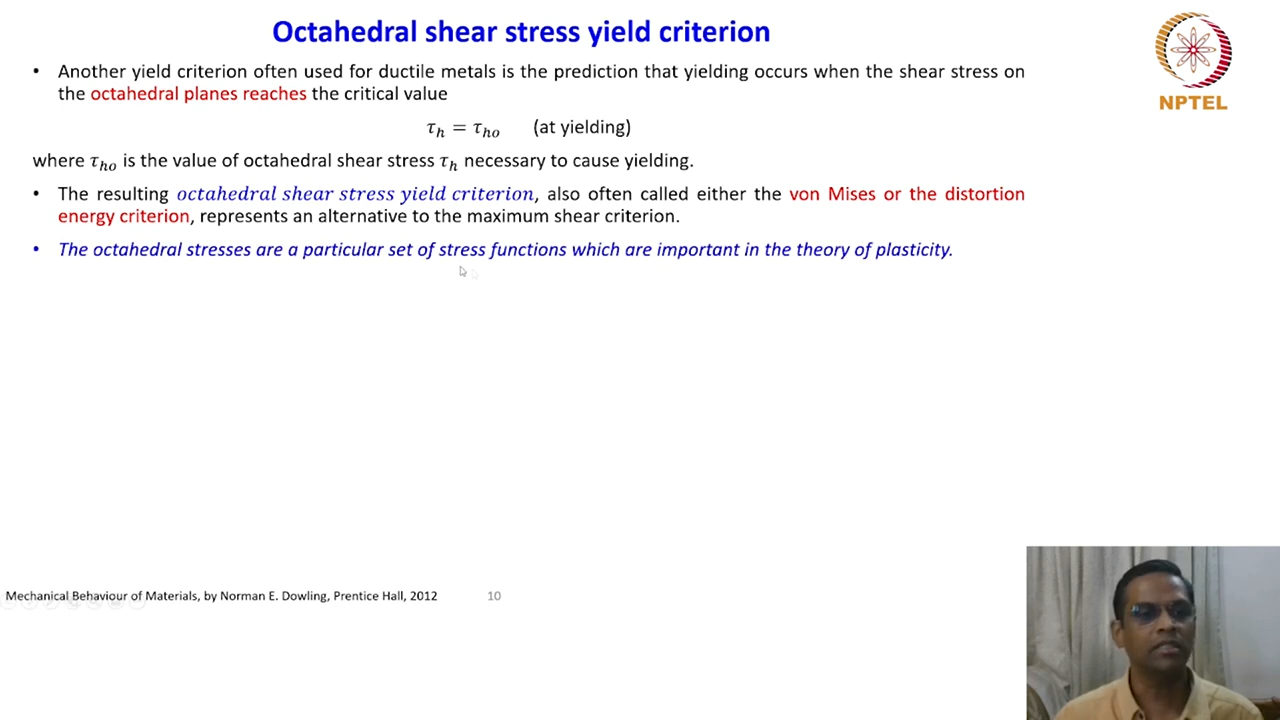 Octahedral shear stress yield criterion
• Another yield criterion often used for ductile metals is the prediction that yielding occurs when the shear stress on
the octahedral planes reaches the critical value
τₕ = τₕₒ (at yielding)
where τₕₒ is the value of octahedral shear stress τₕ necessary to cause yielding.
• The resulting octahedral shear stress yield criterion, also often called either the von Mises or the distortion
energy criterion, represents an alternative to the maximum shear criterion.
• The octahedral stresses are a particular set of stress functions which are important in the theory of plasticity.
NPTEL
Mechanical Behaviour of Materials, by Norman E. Dowling, Prentice Hall, 2012
10